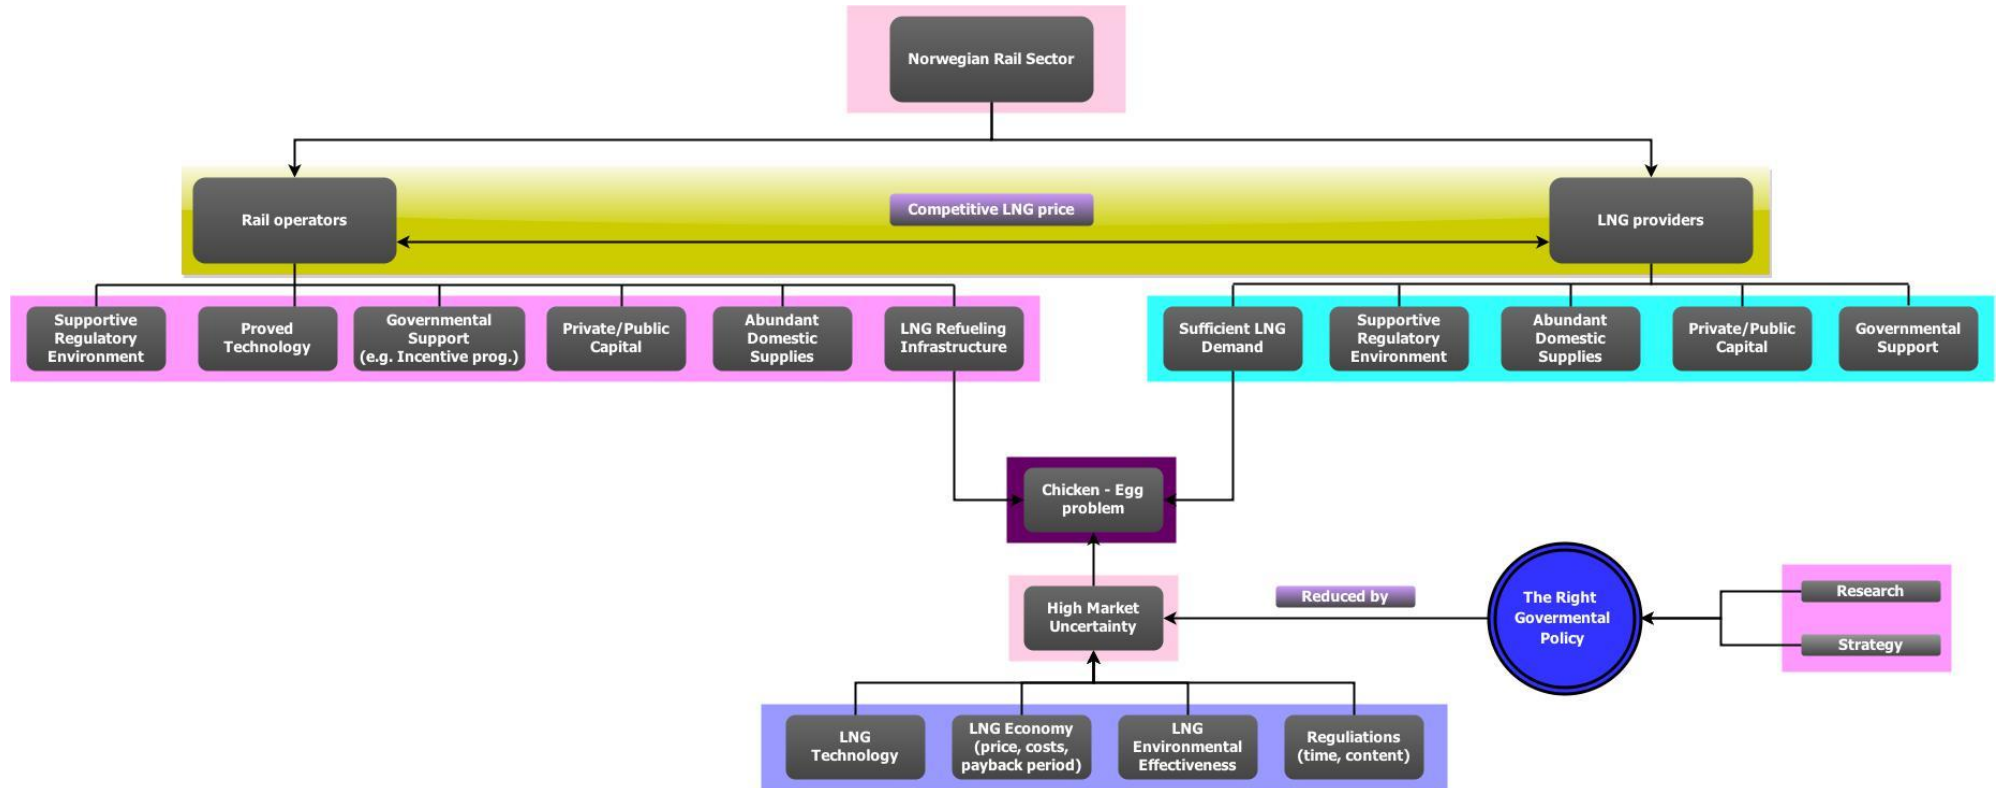 Norwegian Rail Sector
Rail operators
Competitive LNG price
LNG providers
Supportive
Regulatory
Environment
Proved
Technology
Governmental
Support
(e.g. Incentive prog.)
Private/Public
Capital
Abundant
Domestic
Supplies
LNG Refueling
Infrastructure
Sufficient LNG
Demand
Supportive
Regulatory
Environment
Abundant
Domestic
Supplies
Private/Public
Capital
Governmental
Support
Chicken - Egg
problem
High Market
Uncertainty
Reduced by
The Right
Govermental
Policy
Research
Strategy
LNG
Technology
LNG Economy
(price, costs,
payback period)
LNG
Environmental
Effectiveness
Reguliations
(time, content)